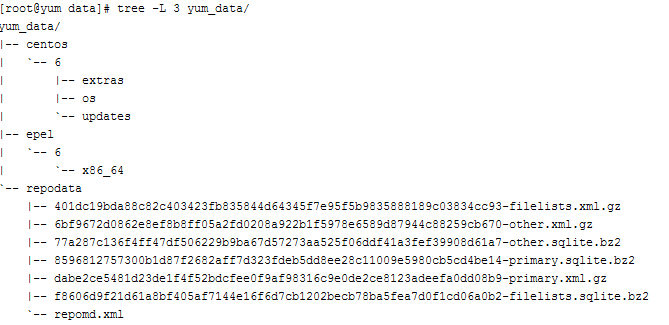 [root@yum data]# tree -L 3 yum_data/
yum_data/
|-- centos
|   `-- 6
|       |-- extras
|       |-- os
|       `-- updates
|-- epel
|   `-- 6
|       `-- x86_64
`-- repodata
    |-- 401dc19bda88c82c403423fb835844d64345f7e95f5b9835888189c03834cc93-filelists.xml.gz
    |-- 6bf9672d0862e8ef8b8ff05a2fd0208a922b1f5978e6589d87944c88259cb670-other.xml.gz
    |-- 77a287c136f4ff47df506229b9ba67d57273aa525f06ddf41a3fef39908d61a7-other.sqlite.bz2
    |-- 8596812757300b1d87f2682aff7d323fdeb5dd8ee28c11009e5980cb5cd4be14-primary.sqlite.bz2
    |-- dabe2ce5481d23de1f4f52bdcfee0f9af98316c9e0de2ce8123adeefa0dd08b9-primary.xml.gz
    |-- f8606d9f21d61a8bf405af7144e16f6d7cb1202becb78ba5fea7d0f1cd06a0b2-filelists.sqlite.bz2
    `-- repomd.xml